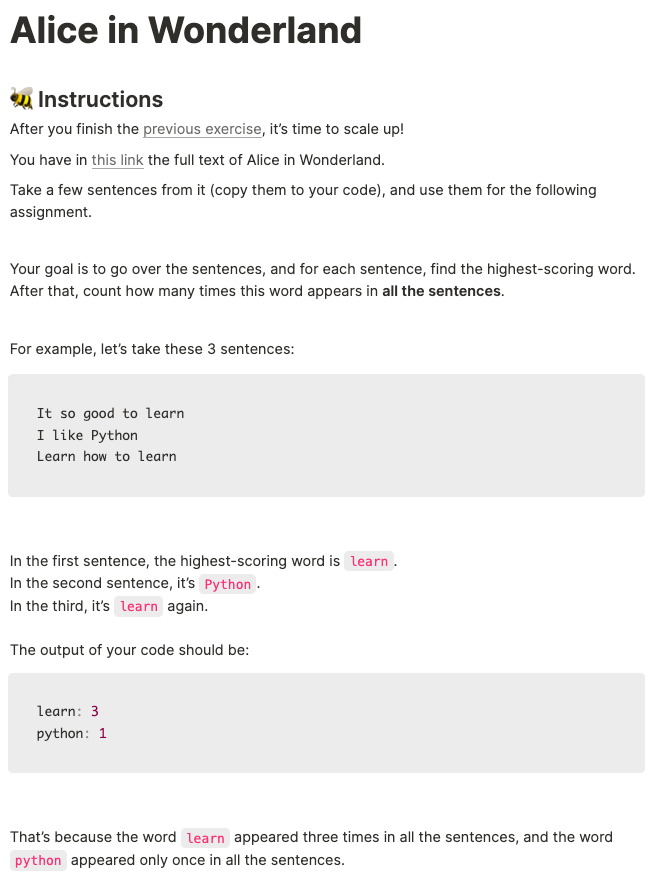 Alice in Wonderland
🐝 Instructions
After you finish the previous exercise, it’s time to scale up!
You have in this link the full text of Alice in Wonderland.
Take a few sentences from it (copy them to your code), and use them for the following
assignment.
Your goal is to go over the sentences, and for each sentence, find the highest-scoring word.
After that, count how many times this word appears in all the sentences.
For example, let’s take these 3 sentences:
It so good to learn
I like Python
Learn how to learn
In the first sentence, the highest-scoring word is learn.
In the second sentence, it’s Python.
In the third, it’s learn again.
The output of your code should be:
learn: 3
python: 1
That’s because the word learn appeared three times in all the sentences, and the word
python appeared only once in all the sentences.